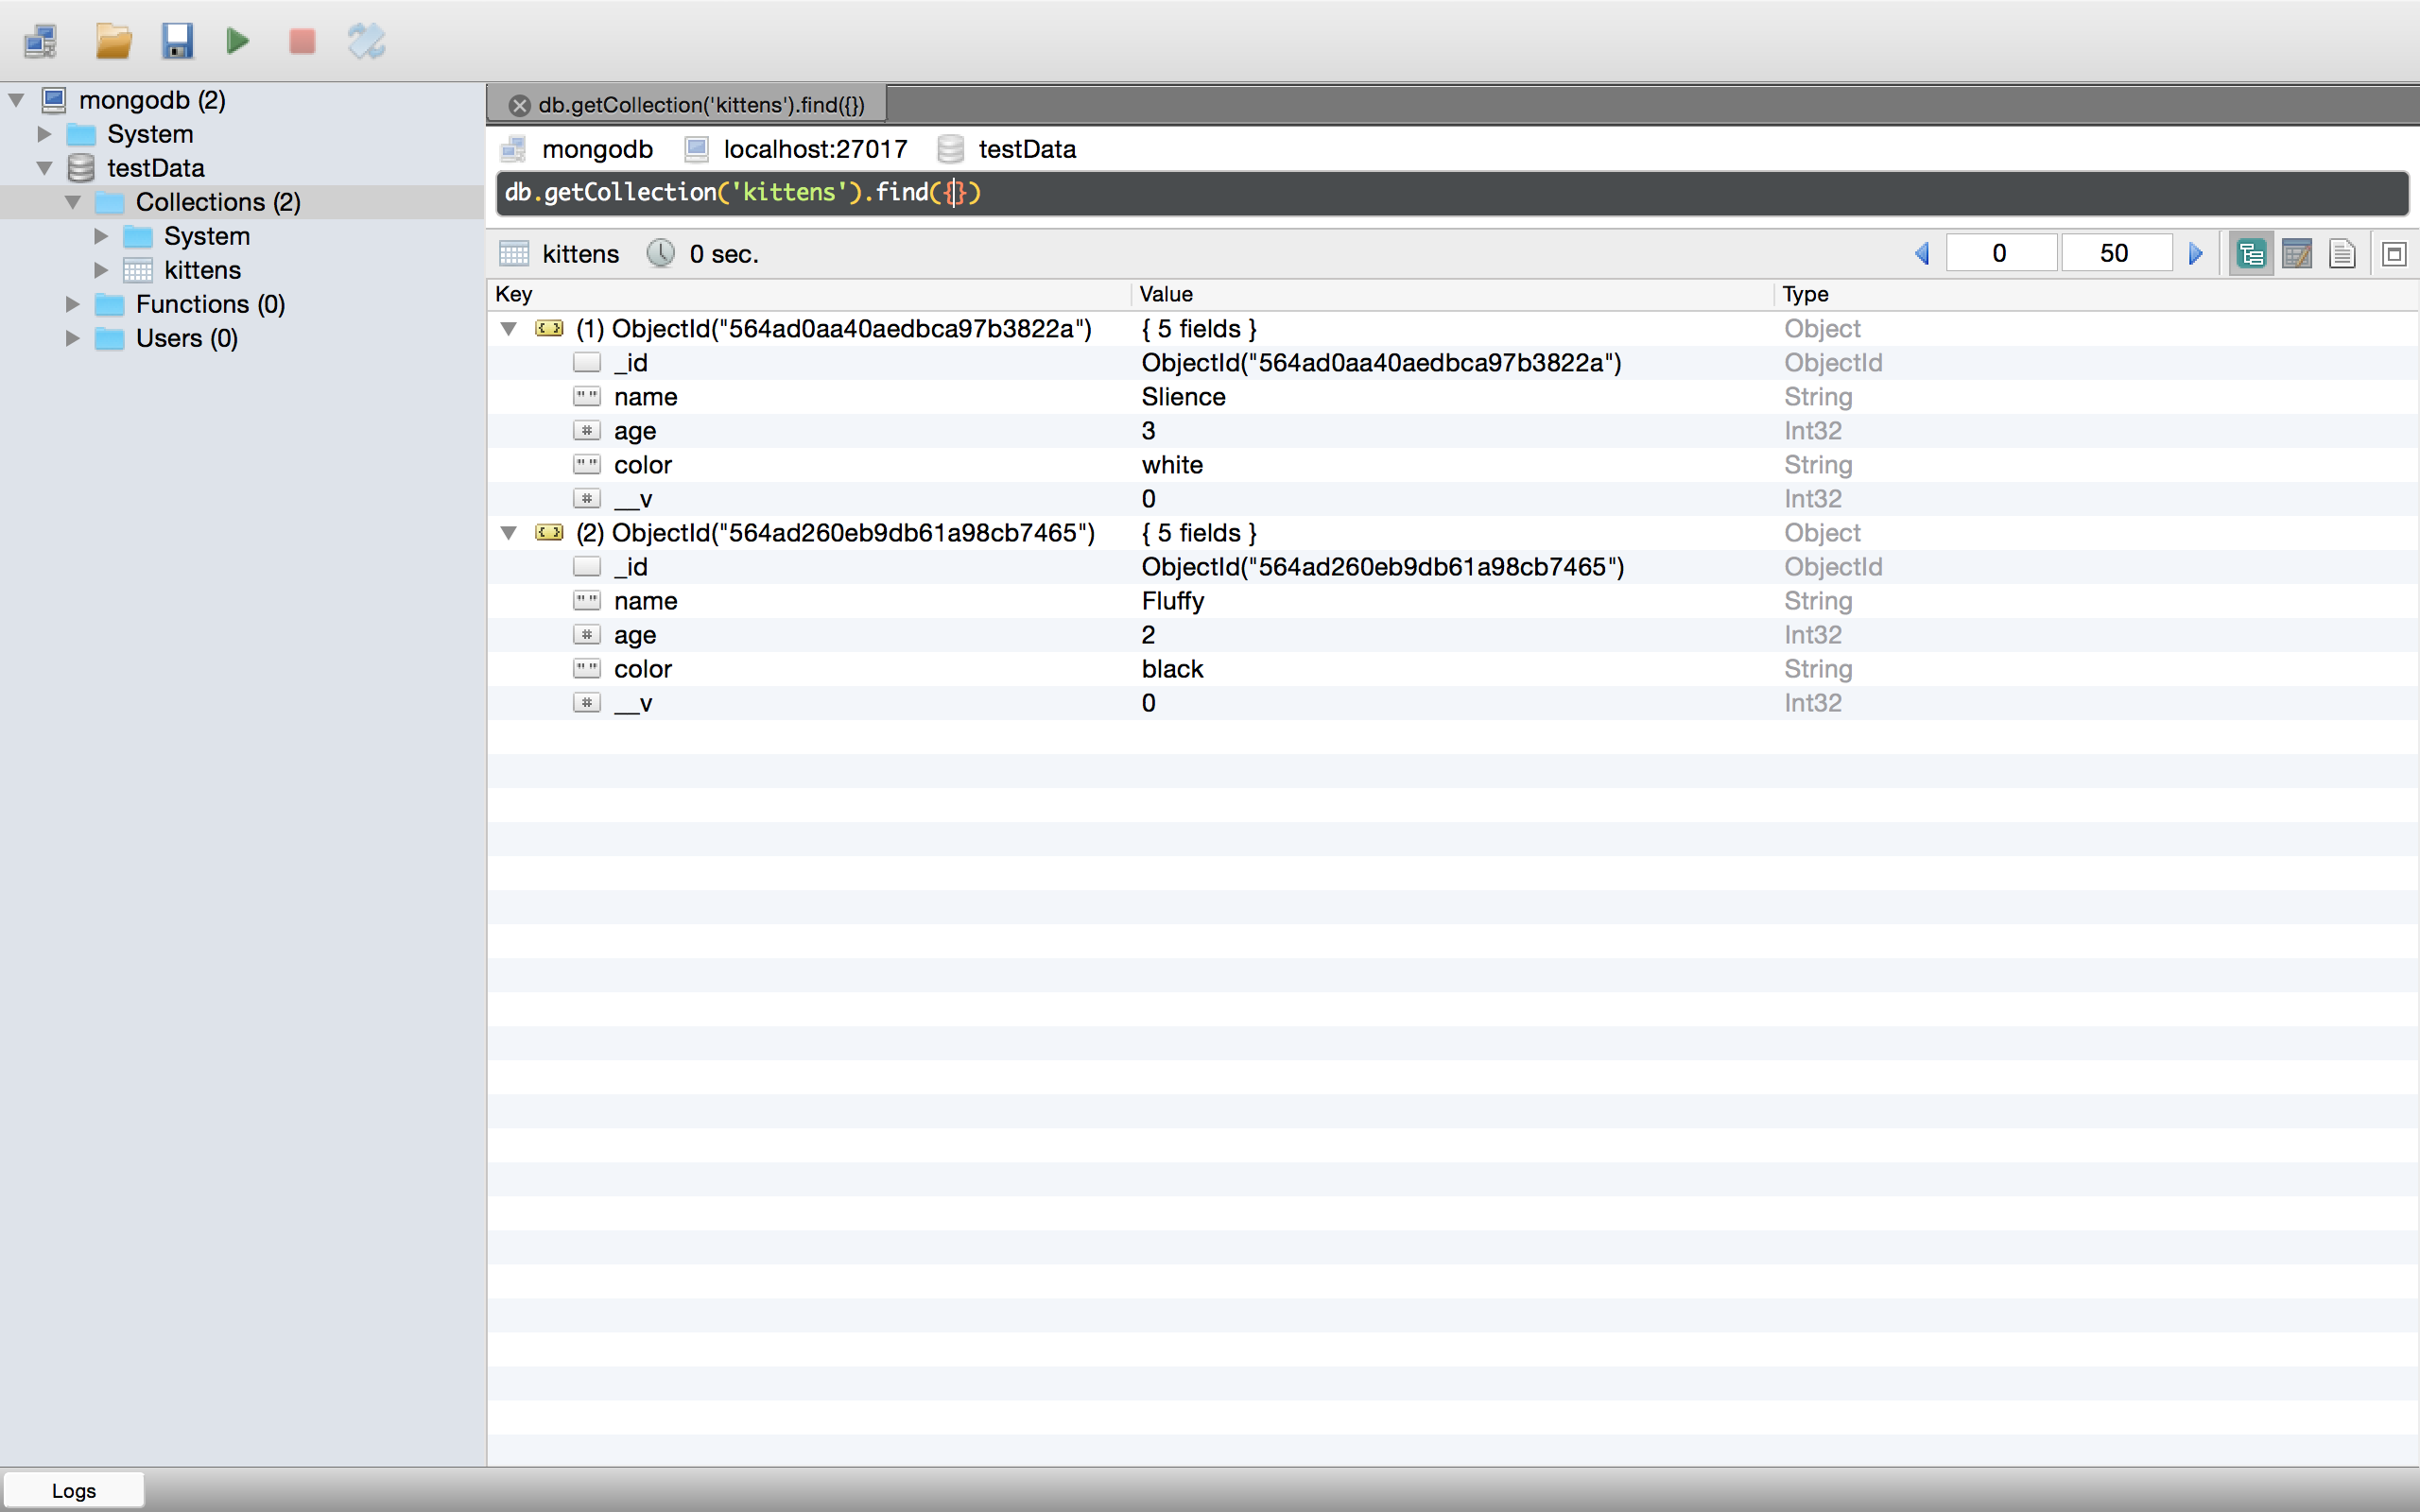 mongodb (2)
System
testData
Collections (2)
System
kittens
Functions (0)
Users (0)
db.getCollection('kittens').find({})
mongodb localhost:27017 testData
db.getCollection('kittens').find({})
kittens 0 sec. 0 50
Key Value Type
(1) ObjectId("564ad0aa40aedbca97b3822a") { 5 fields } Object
_id ObjectId("564ad0aa40aedbca97b3822a") ObjectId
name Slience String
age 3 Int32
color white String
__v 0 Int32
(2) ObjectId("564ad260eb9db61a98cb7465") { 5 fields } Object
_id ObjectId("564ad260eb9db61a98cb7465") ObjectId
name Fluffy String
age 2 Int32
color black String
__v 0 Int32
Logs